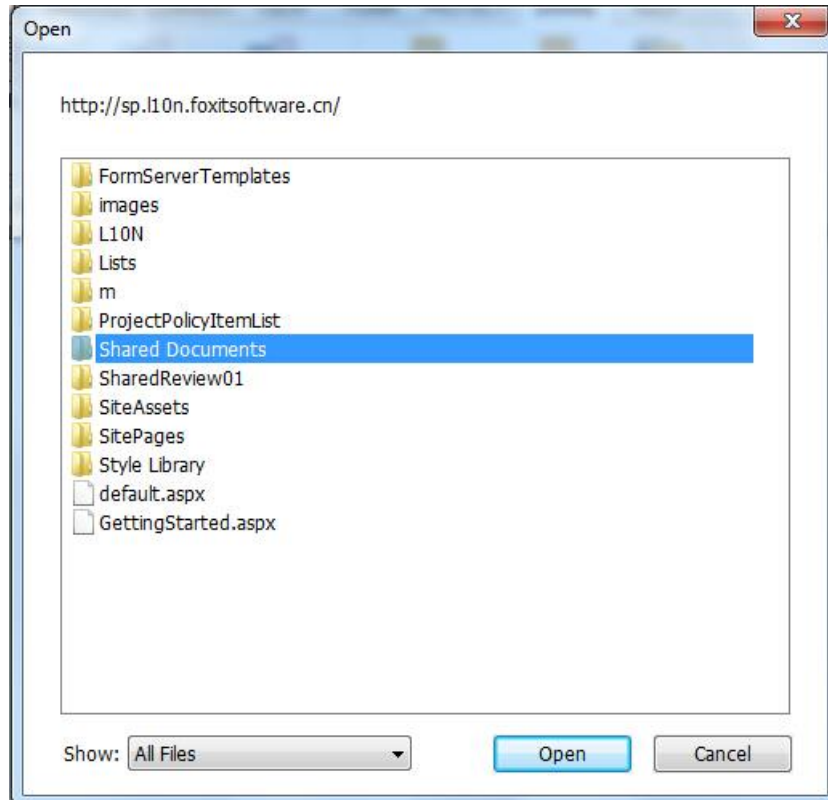 Open
http://sp.l10n.foxitsoftware.cn/
FormServerTemplates
images
L10N
Lists
m
ProjectPolicyItemList
Shared Documents
SharedReview01
SiteAssets
SitePages
Style Library
default.aspx
GettingStarted.aspx
Show: All Files Open Cancel